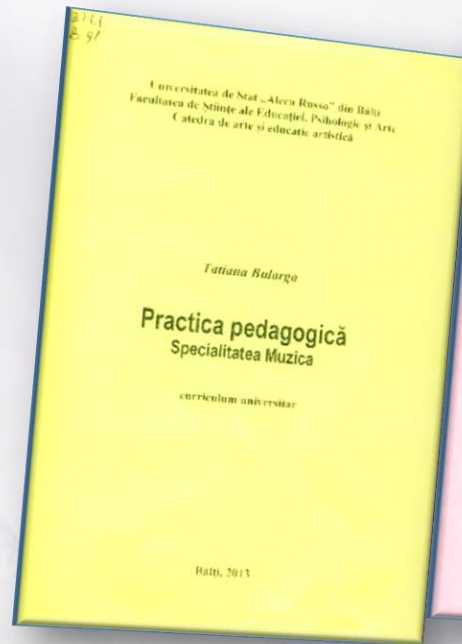 Universitatea de Stat „Alecu Russo” din Bălți
Facultatea de Științe ale Educației, Psihologie și Arte
Catedra de arte și educație artistică
Tatiana Bularga
Practica pedagogică
Specialitatea Muzica
curriculum universitar
Bălți, 2013